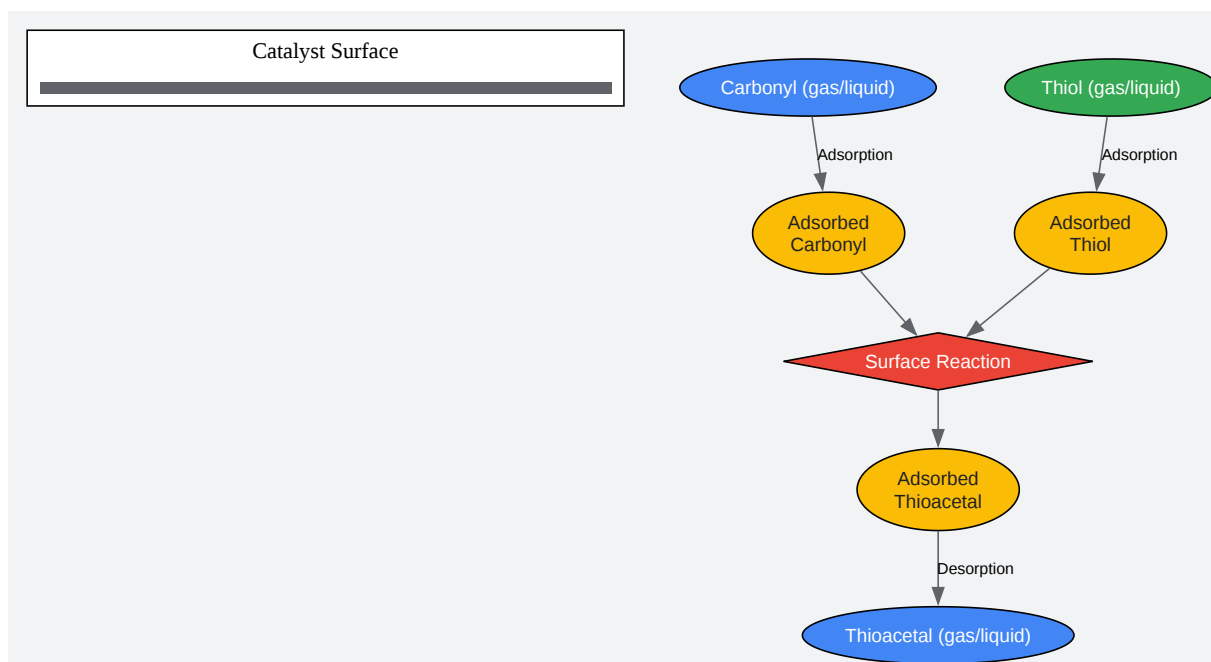 Catalyst Surface
Carbonyl (gas/liquid)
Thiol (gas/liquid)
Adsorption
Adsorption
Adsorbed
Carbonyl
Adsorbed
Thiol
Surface Reaction
Adsorbed
Thioacetal
Desorption
Thioacetal (gas/liquid)